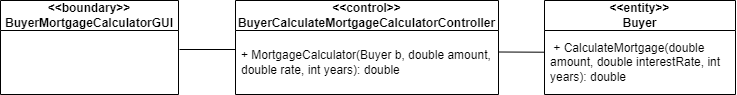 <<boundary>>
BuyerMortgageCalculatorGUI
<<control>>
BuyerCalculateMortgageCalculatorController
+ MortgageCalculator(Buyer b, double amount,
double rate, int years): double
<<entity>>
Buyer
+ CalculateMortgage(double
amount, double interestRate, int
years): double